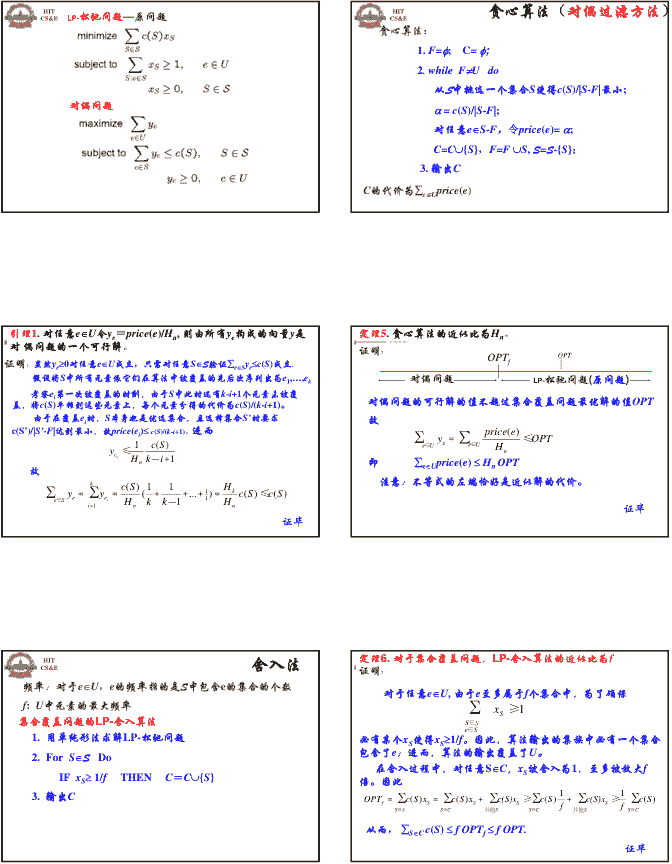 HIT
CS&E
LP-松弛问题—原问题
minimize ∑_{S∈𝒮} c(S)x_S
subject to ∑_{S:e∈S} x_S ≥ 1, e ∈ U
x_S ≥ 0, S ∈ 𝒮
对偶问题
maximize ∑_{e∈U} y_e
subject to ∑_{e∈S} y_e ≤ c(S), S ∈ 𝒮
y_e ≥ 0, e ∈ U
HIT
CS&E
贪心算法（对偶过滤方法）
贪心算法：
1. F=ϕ; C= ϕ;
2. while F≠U do
从S中挑选一个集合S使得c(S)/|S-F|最小；
α = c(S)/|S-F|;
对任意e∈S-F，令price(e)= α;
C=C∪{S}，F=F ∪S, S=S-{S};
3. 输出C
C的代价为∑_{e∈U}price(e)
引理1. 对任意e∈U令y_e＝price(e)/H_n, 则由所有y_e构成的向量y是
对偶问题的一个可行解。
证明：显然y_e≥0对任意e∈U成立，只需对任意S∈S验证∑_{e∈S}y_e≤c(S)成立.
假设将S中所有元素依它们在算法中被覆盖的先后次序列出为e_1,…,e_k
考察e_i第一次被覆盖的时刻，由于S中此时还有k-i+1个元素未被覆
盖，将c(S)平摊到这些元素上，每个元素分得的代价为c(S)/(k-i+1)。
由于在覆盖e_i时，S本身也是优选集合，且选择集合S'时要求
c(S')/|S'-F|达到最小，故price(e_i)≤ c(S)/(k-i+1)。进而
y_{e_i} ≤ 1/H_n c(S)/(k-i+1)
故
∑_{e∈S} y_e = ∑_{i=1}^{k} y_{e_i} = c(S)/H_n (1/k + 1/(k-1) + ... + 1/1) = H_k/H_n c(S) ≤ c(S)
证毕
定理5. 贪心算法的近似比为H_n。
证明：
OPT_f OPT
对偶问题 LP-松弛问题(原问题)
对偶问题的可行解的值不超过集合覆盖问题最优解的值OPT
故
∑_{e∈U} y_e = ∑_{e∈U} price(e)/H_n ≤OPT
即 ∑_{e∈U}price(e) ≤ H_n OPT
注意：不等式的左端恰好是近似解的代价。
证毕
HIT
CS&E
舍入法
频率：对于e∈U，e的频率指的是S中包含e的集合的个数
f: U中元素的最大频率
集合覆盖问题的LP-舍入算法
1. 用单纯形法求解LP-松弛问题
2. For S∈S Do
IF x_S≥ 1/f THEN C＝C∪{S}
3. 输出C
定理6. 对于集合覆盖问题，LP-舍入算法的近似比为f
证明：
对于任意e∈U, 由于e至多属于f个集合中，为了确保
∑_{S∈S e∈S} x_S ≥1
必有某个x_S使得x_S≥1/f。因此，算法输出的集族中必有一个集合
包含了e；进而，算法的输出覆盖了U。
在舍入过程中，对任意S∈C，x_S被舍入为1，至多被放大f
倍。因此
OPT_f = ∑c(S)x_S = ∑c(S)x_S + ∑c(S)x_S ≥ ∑c(S) 1/f + ∑c(S)x_S ≥ 1/f ∑c(S)
从而，∑_{S∈C} c(S) ≤ f OPT_f ≤ f OPT.
证毕